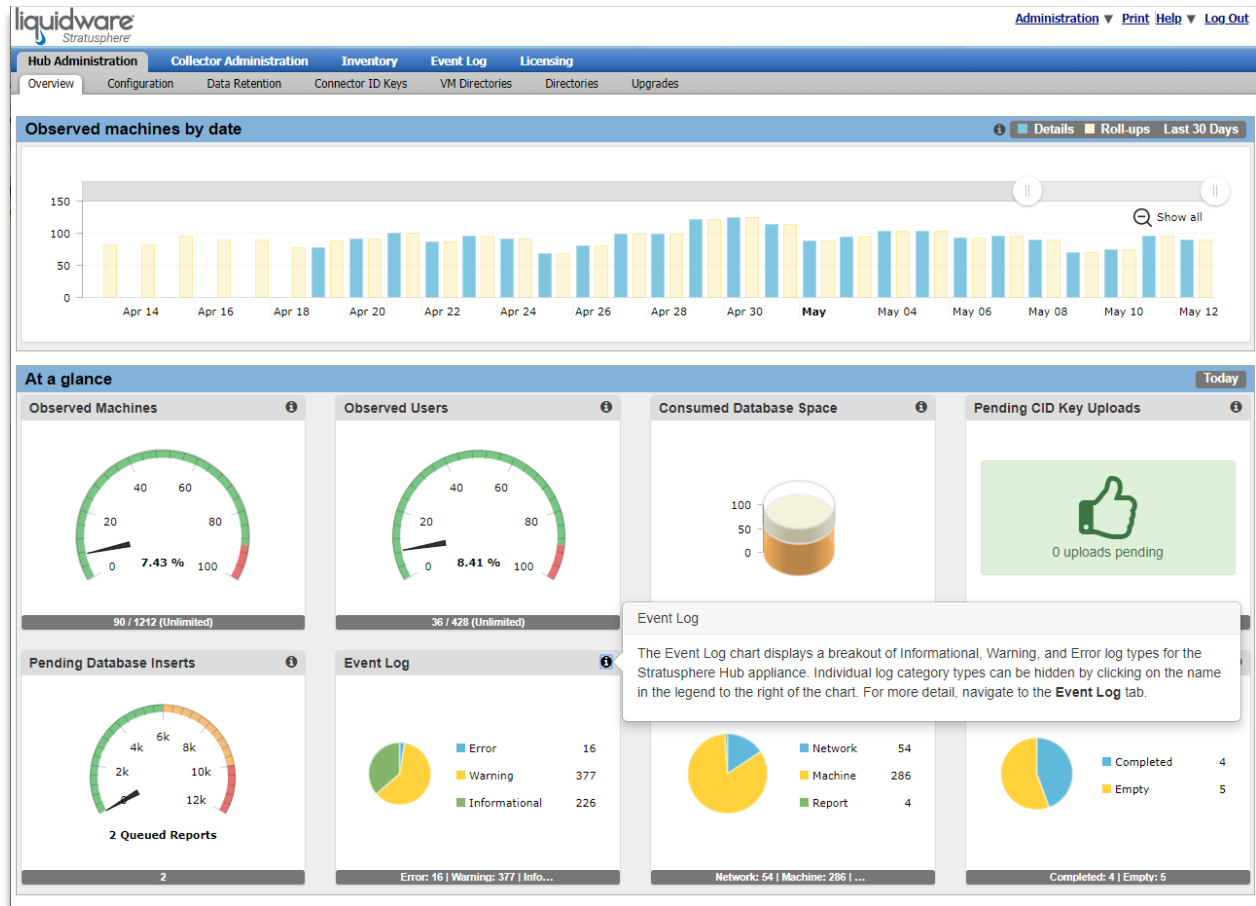 liquidware
Stratusphere
Administration ▼ Print Help ▼ Log Out
Hub Administration Collector Administration Inventory Event Log Licensing
Overview Configuration Data Retention Connector ID Keys VM Directories Directories Upgrades
Observed machines by date
Details Roll-ups Last 30 Days
Show all
150
100
50
0
Apr 14 Apr 16 Apr 18 Apr 20 Apr 22 Apr 24 Apr 26 Apr 28 Apr 30 May May 04 May 06 May 08 May 10 May 12
At a glance
Today
Observed Machines
0 20 40 60 80 100
7.43 %
90 / 1212 (Unlimited)
Observed Users
0 20 40 60 80 100
8.41 %
36 / 428 (Unlimited)
Consumed Database Space
100
50
0
Pending CID Key Uploads
0 uploads pending
Event Log
The Event Log chart displays a breakout of Informational, Warning, and Error log types for the
Stratusphere Hub appliance. Individual log category types can be hidden by clicking on the name
in the legend to the right of the chart. For more detail, navigate to the Event Log tab.
Pending Database Inserts
0 2k 4k 6k 8k 10k 12k
2 Queued Reports
2
Event Log
Error 16
Warning 377
Informational 226
Error: 16 | Warning: 377 | Info...
Network 54
Machine 286
Report 4
Network: 54 | Machine: 286 | ...
Completed 4
Empty 5
Completed: 4 | Empty: 5